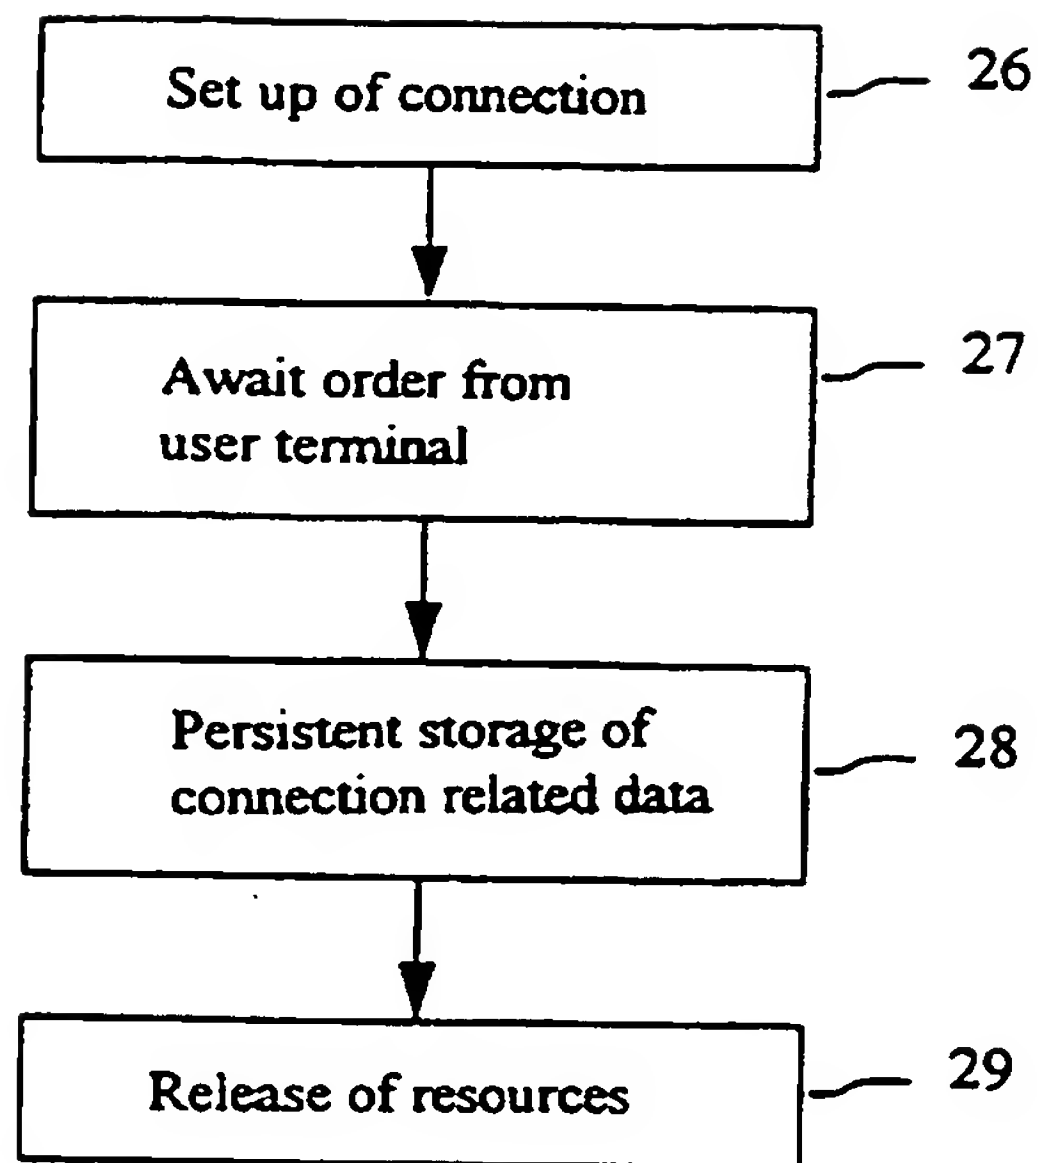 Set up of connection
26
Await order from
user terminal
27
Persistent storage of
connection related data
28
Release of resources
29